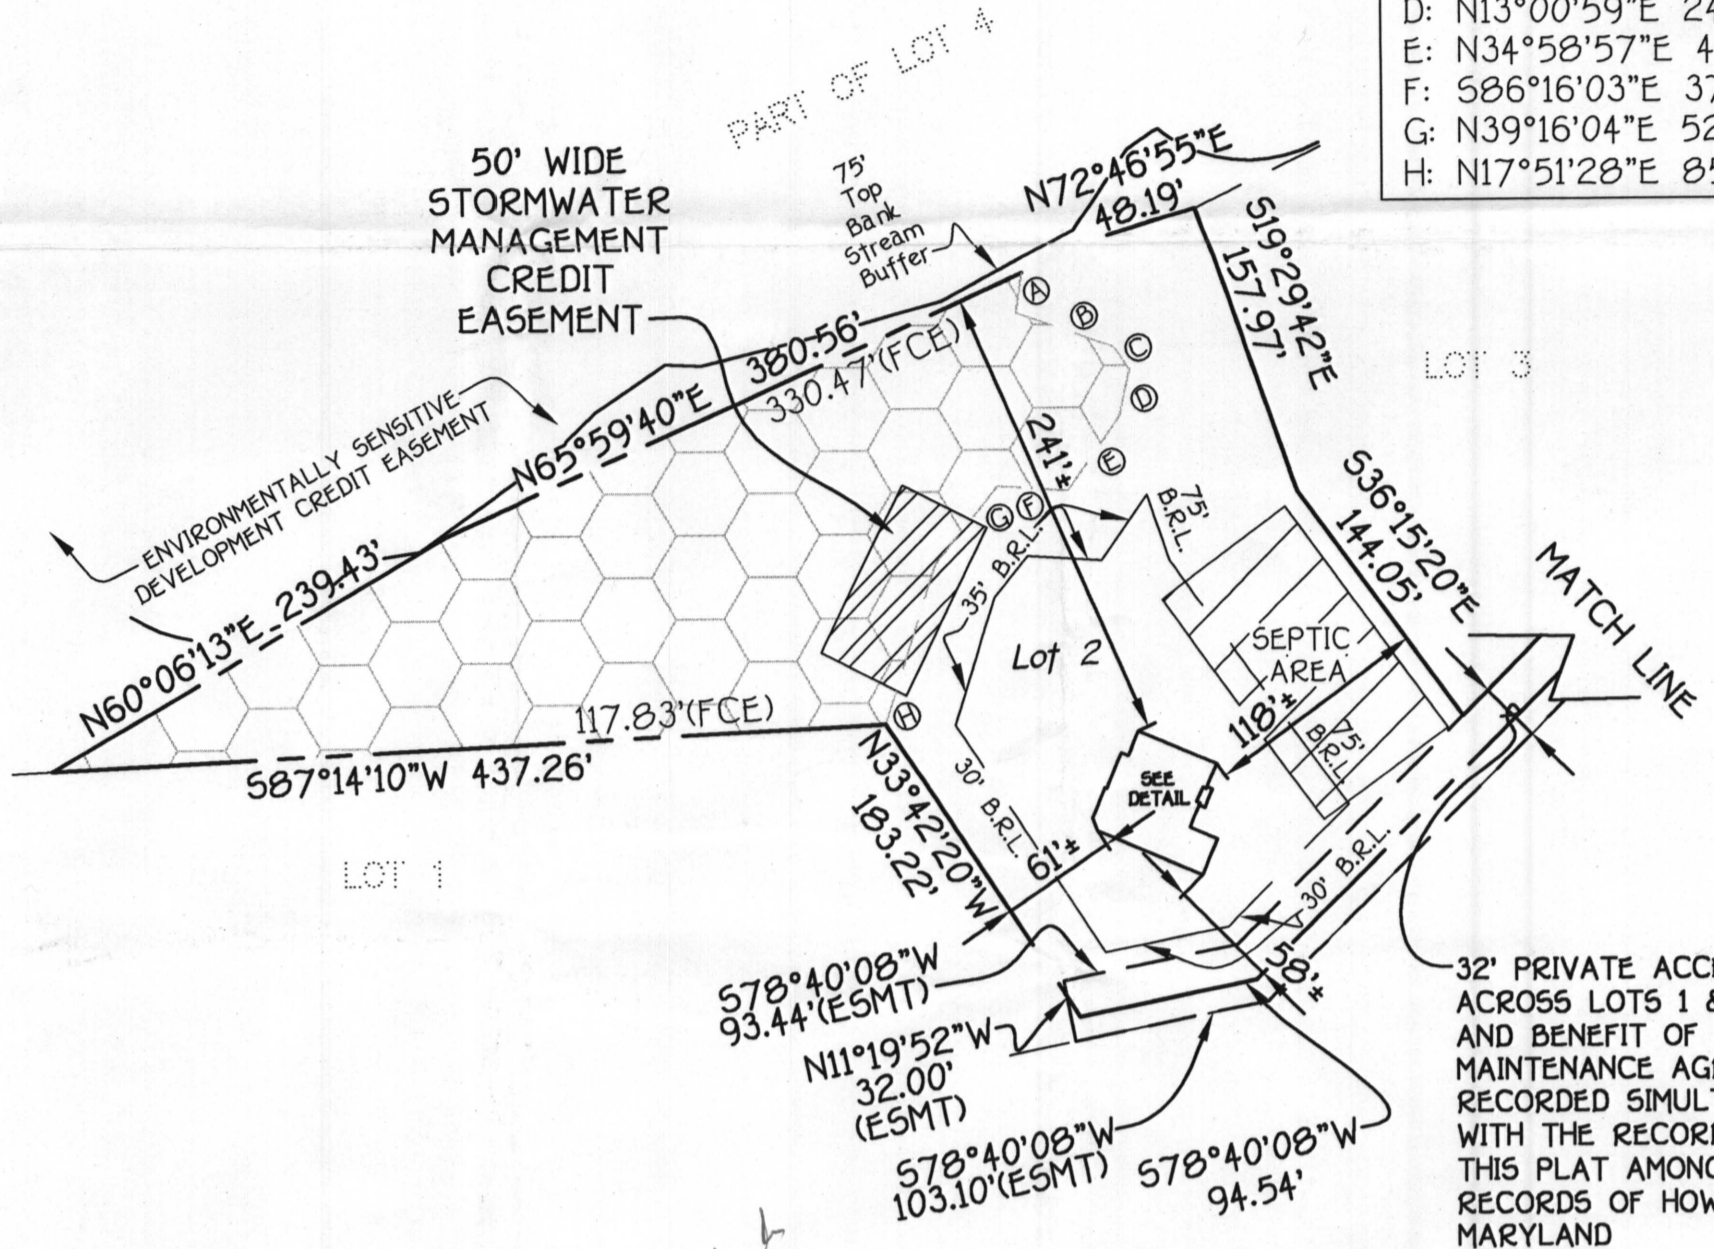 D: N13°00'59"E 24
E: N34°58'57"E 4
F: S86°16'03"E 37
G: N39°16'04"E 52
H: N17°51'28"E 85
PART OF LOT 4
50' WIDE
STORMWATER
MANAGEMENT
CREDIT
EASEMENT
75'
Top
Bank
Stream
Buffer
N72°46'55"E
48.19'
S19°29'42"E
157.97'
LOT 3
A
B
C
D
E
F
G
H
380.56'
330.47'(FCE)
N65°59'40"E
241'±
ENVIRONMENTALLY SENSITIVE-
DEVELOPMENT CREDIT EASEMENT
N60°06'13"E 239.43'
35' B.R.L.
75'
B.R.L.
S36°15'20"E
144.05'
MATCH LINE
SEPTIC
AREA
Lot 2
118'±
75'
B.R.L.
117.83'(FCE)
S87°14'10"W 437.26'
N33°42'20"W
183.22'
30' B.R.L.
SEE
DETAIL
61'±
30' B.R.L.
58'±
LOT 1
S78°40'08"W
93.44'(ESMT)
N11°19'52"W
32.00'
(ESMT)
S78°40'08"W
103.10'(ESMT)
S78°40'08"W
94.54'
32' PRIVATE ACCE
ACROSS LOTS 1 &
AND BENEFIT OF
MAINTENANCE AG
RECORDED SIMULT
WITH THE RECOR
THIS PLAT AMONG
RECORDS OF HOW
MARYLAND